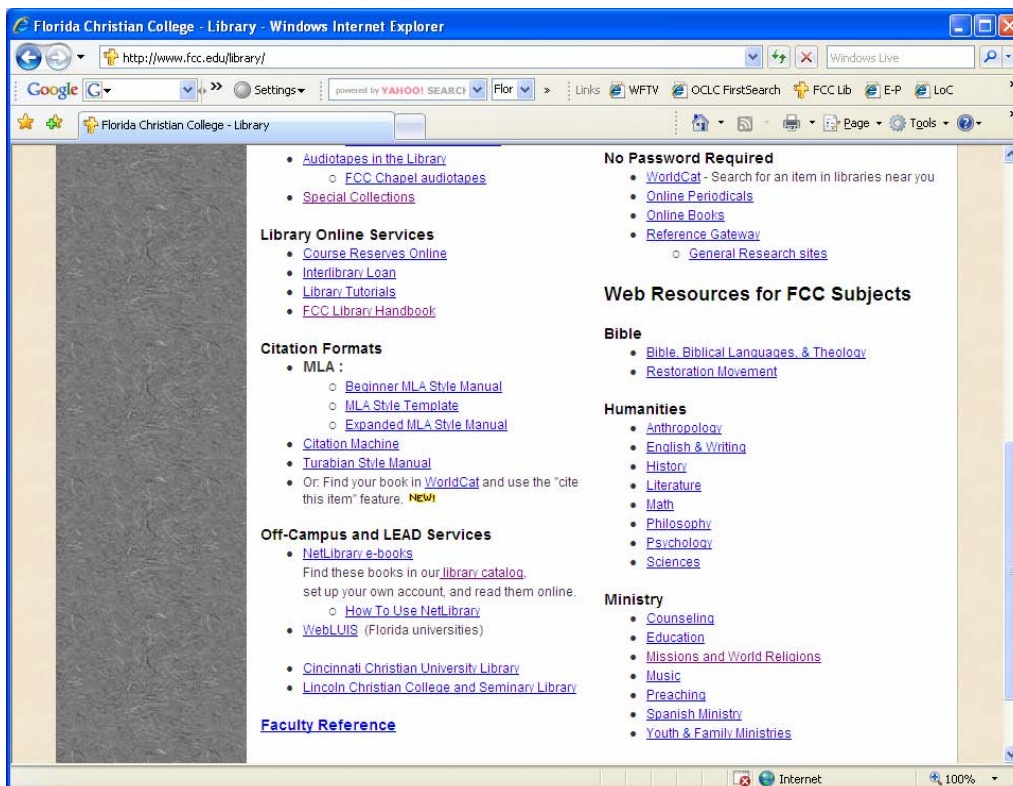 Florida Christian College - Library - Windows Internet Explorer
http://www.fcc.edu/library/
Windows Live
Google
G
Settings
powered by YAHOO! SEARCH
Flor
»
Links
WFTV
OCLC FirstSearch
FCC Lib
E-P
LoC
Florida Christian College - Library
Page
Tools
Audiotapes in the Library
FCC Chapel audiotapes
Special Collections
Library Online Services
Course Reserves Online
Interlibrary Loan
Library Tutorials
FCC Library Handbook
Citation Formats
MLA :
Beginner MLA Style Manual
MLA Style Template
Expanded MLA Style Manual
Citation Machine
Turabian Style Manual
Or: Find your book in WorldCat and use the "cite
this item" feature. NEW!
Off-Campus and LEAD Services
NetLibrary e-books
Find these books in our library catalog,
set up your own account, and read them online.
How To Use NetLibrary
WebLUIS (Florida universities)
Cincinnati Christian University Library
Lincoln Christian College and Seminary Library
Faculty Reference
No Password Required
WorldCat - Search for an item in libraries near you
Online Periodicals
Online Books
Reference Gateway
General Research sites
Web Resources for FCC Subjects
Bible
Bible, Biblical Languages, & Theology
Restoration Movement
Humanities
Anthropology
English & Writing
History
Literature
Math
Philosophy
Psychology
Sciences
Ministry
Counseling
Education
Missions and World Religions
Music
Preaching
Spanish Ministry
Youth & Family Ministries
Internet
100%